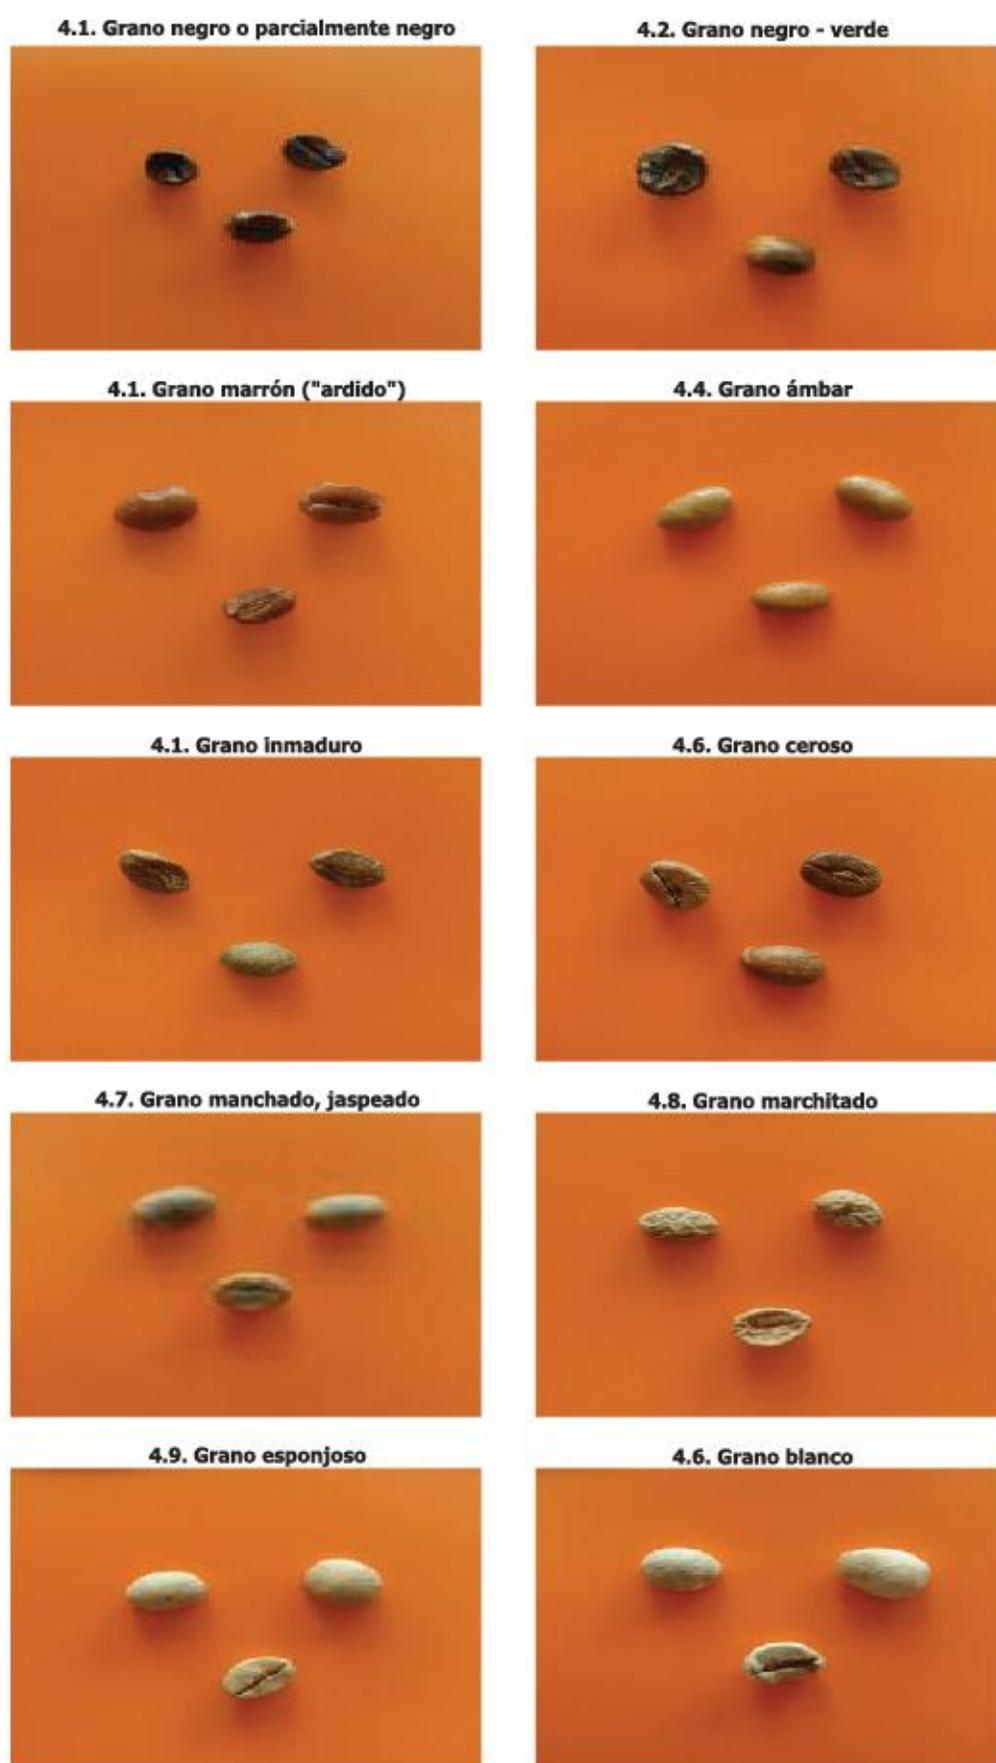 4.1. Grano negro o parcialmente negro
4.2. Grano negro - verde
4.1. Grano marrón ("ardido")
4.4. Grano ámbar
4.1. Grano inmaduro
4.6. Grano ceroso
4.7. Grano manchado, jaspeado
4.8. Grano marchitado
4.9. Grano esponjoso
4.6. Grano blanco